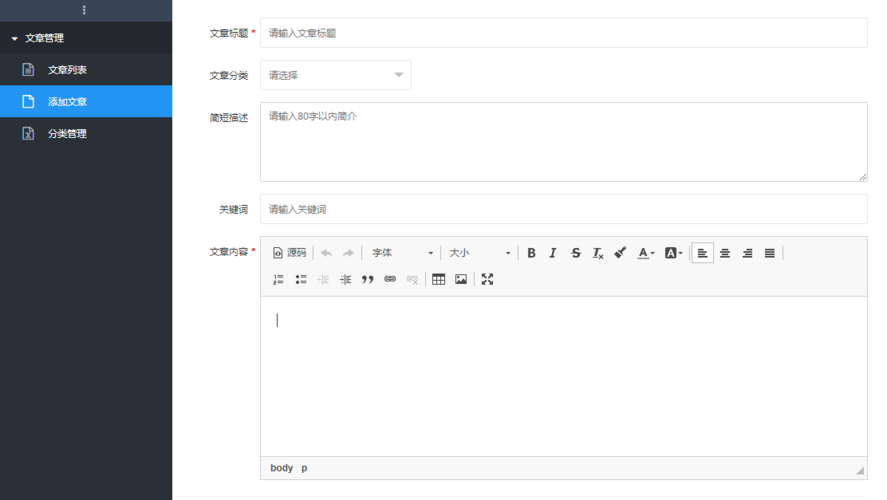 文章管理
文章列表
添加文章
分类管理
文章标题 *
请输入文章标题
文章分类
请选择
简短描述
请输入80字以内简介
关键词
请输入关键词
文章内容 *
源码 字体 大小 B I S Tx A A
body p